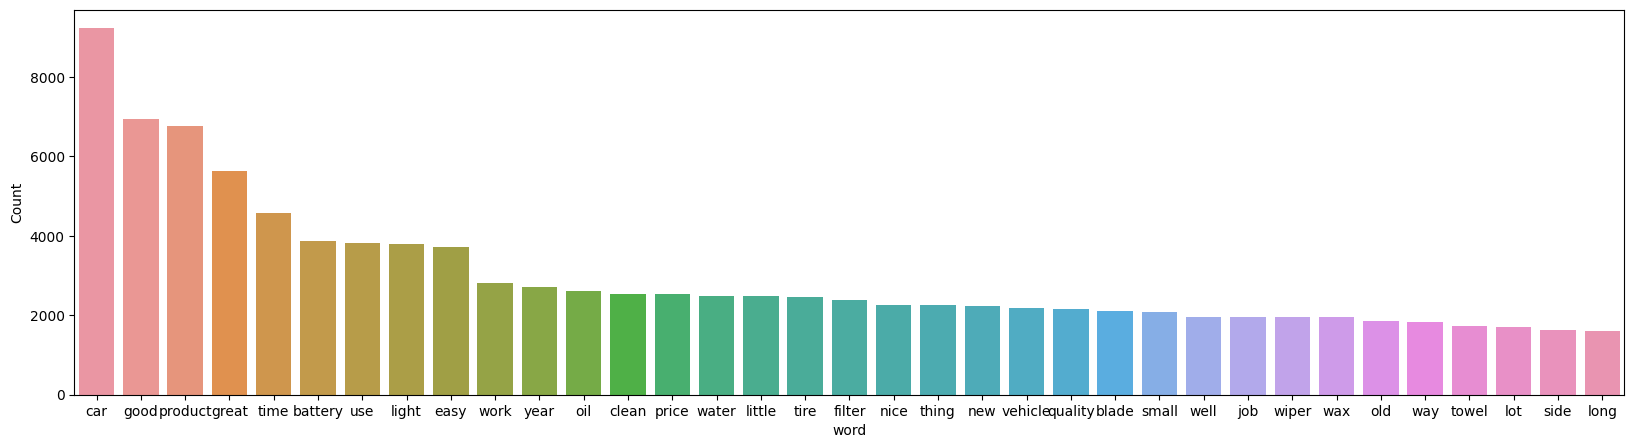 8000
6000
4000
2000
0
Count
car good product great time battery use light easy work year oil clean price water little tire filter nice thing new vehicle quality blade small well job wiper wax old way towel lot side long
word